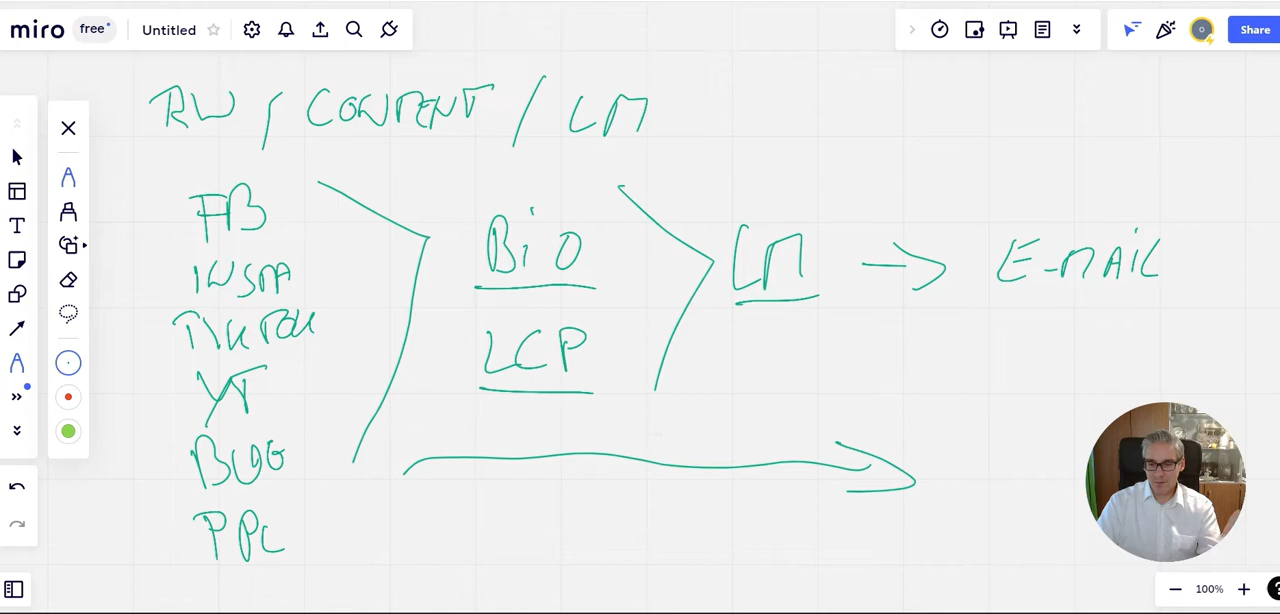 miro free Untitled Share
RW / CONTENT / LM
FB
INSTA
TIKTOK
YT
BLOG
PPC
BiO
LCP
LM → E-MAiL
100% ?